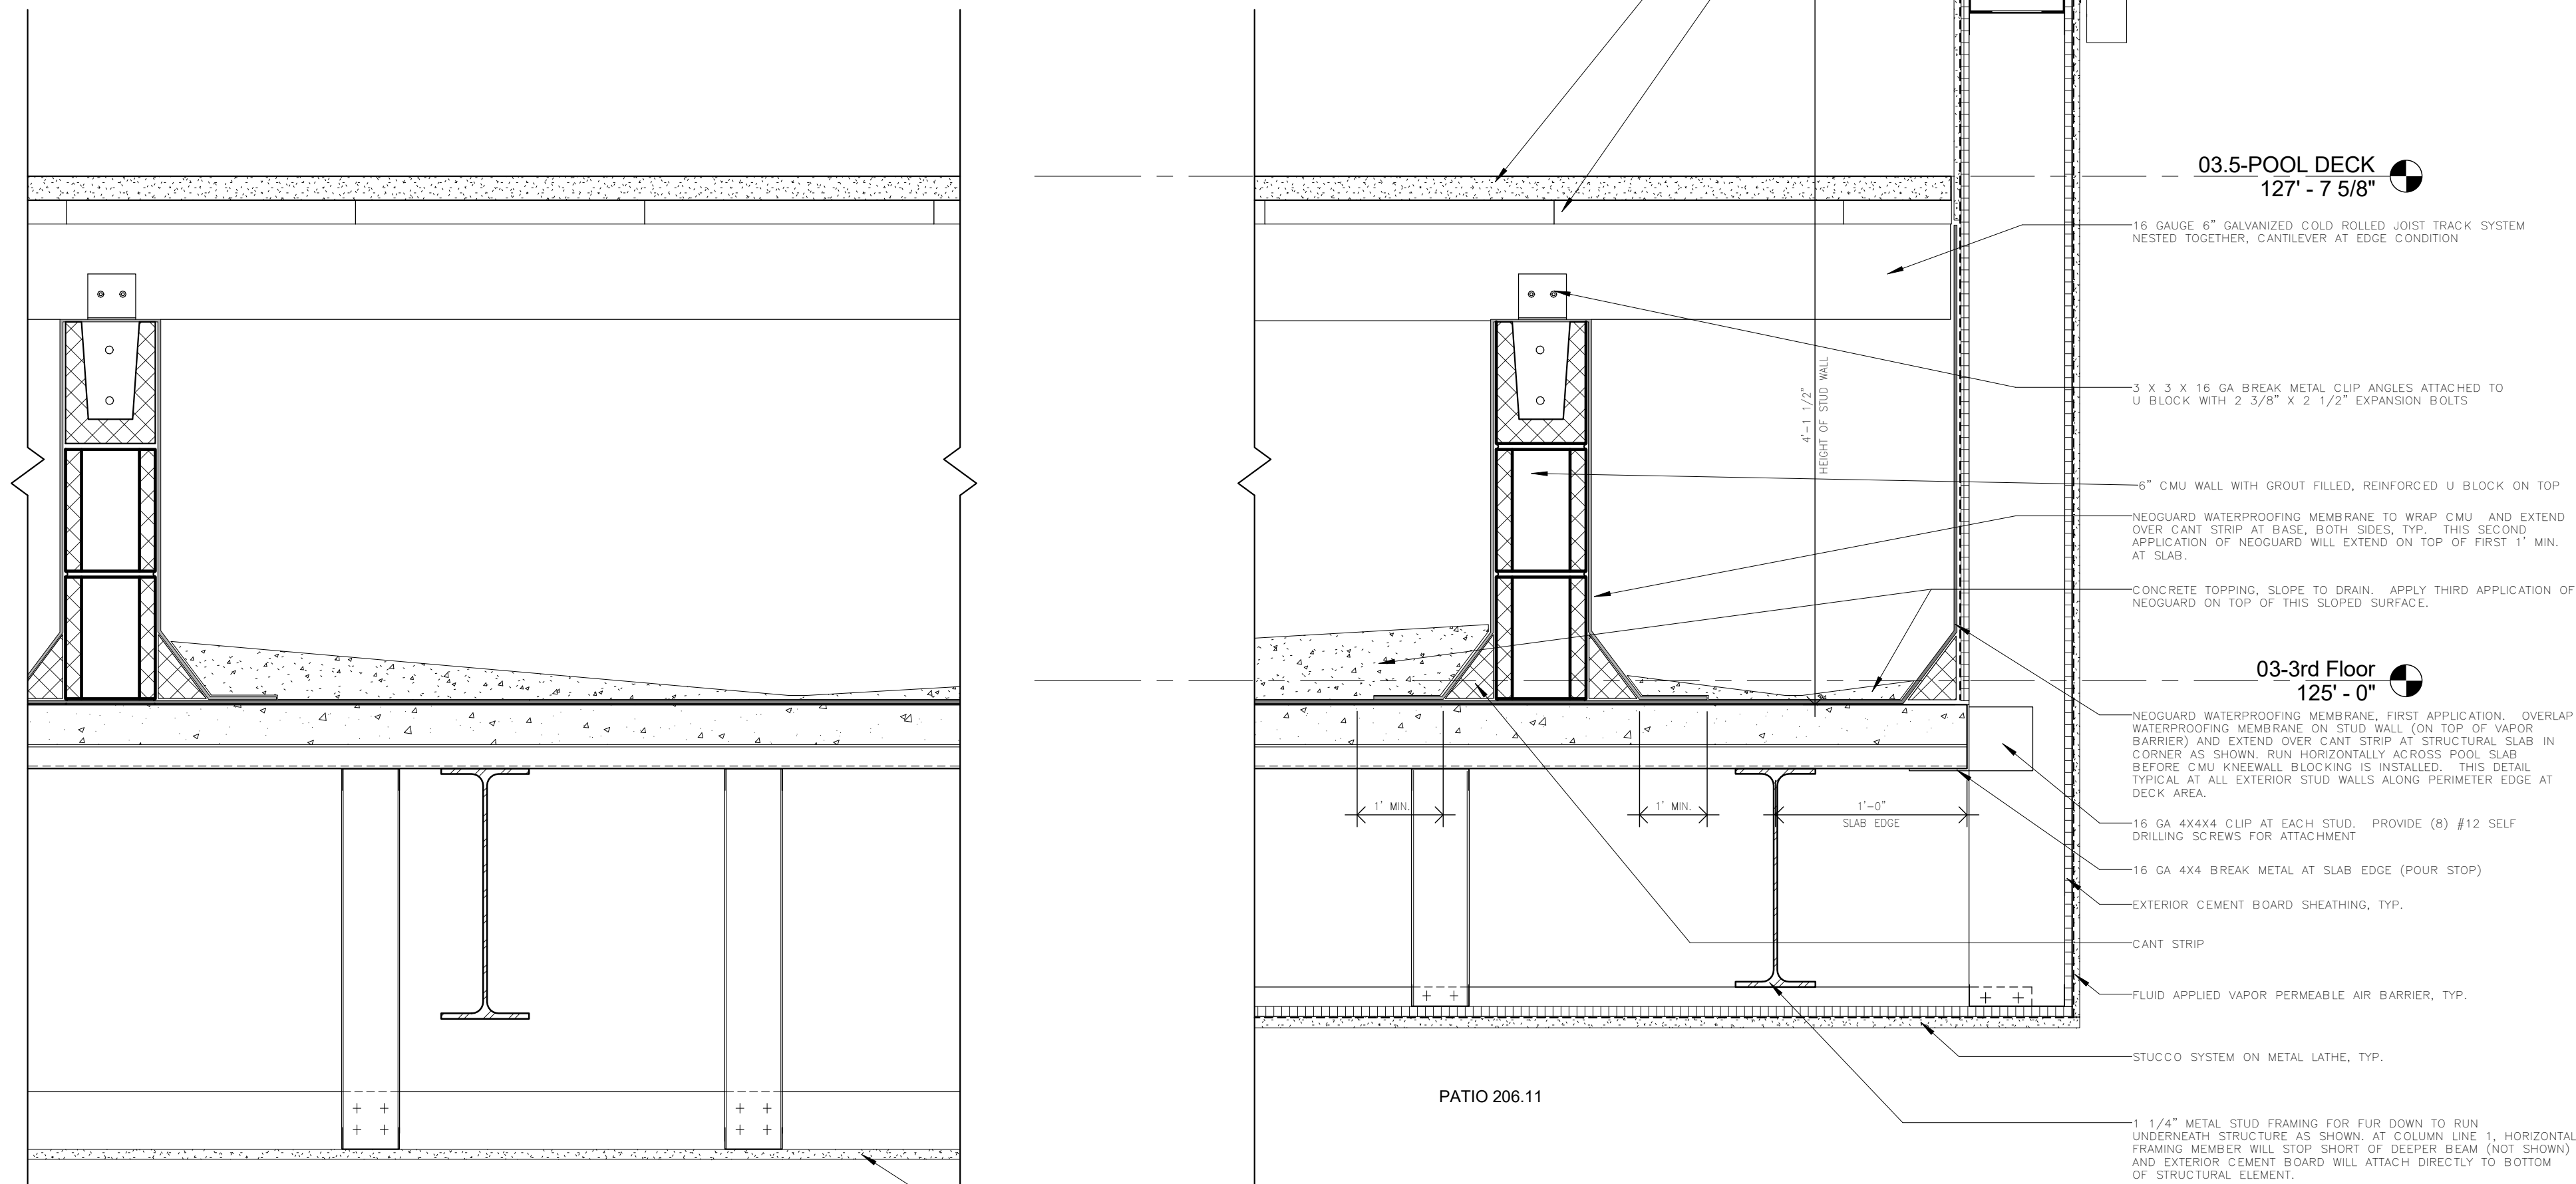 03.5-POOL DECK
127' - 7 5/8"
16 GAUGE 6" GALVANIZED COLD ROLLED JOIST TRACK SYSTEM
NESTED TOGETHER, CANTILEVER AT EDGE CONDITION
3 X 3 X 16 GA BREAK METAL CLIP ANGLES ATTACHED TO
U BLOCK WITH 2 3/8" X 2 1/2" EXPANSION BOLTS
4'-1 1/2"
HEIGHT OF STUD WALL
6" CMU WALL WITH GROUT FILLED, REINFORCED U BLOCK ON TOP
NEOGUARD WATERPROOFING MEMBRANE TO WRAP CMU AND EXTEND
OVER CANT STRIP AT BASE, BOTH SIDES, TYP. THIS SECOND
APPLICATION OF NEOGUARD WILL EXTEND ON TOP OF FIRST 1' MIN.
AT SLAB.
CONCRETE TOPPING, SLOPE TO DRAIN. APPLY THIRD APPLICATION OF
NEOGUARD ON TOP OF THIS SLOPED SURFACE.
03-3rd Floor
125' - 0"
NEOGUARD WATERPROOFING MEMBRANE, FIRST APPLICATION. OVERLAP
WATERPROOFING MEMBRANE ON STUD WALL (ON TOP OF VAPOR
BARRIER) AND EXTEND OVER CANT STRIP AT STRUCTURAL SLAB IN
CORNER AS SHOWN. RUN HORIZONTALLY ACROSS POOL SLAB
BEFORE CMU KNEEWALL BLOCKING IS INSTALLED. THIS DETAIL
TYPICAL AT ALL EXTERIOR STUD WALLS ALONG PERIMETER EDGE AT
DECK AREA.
1' MIN.
1' MIN.
1'-0"
SLAB EDGE
16 GA 4X4X4 CLIP AT EACH STUD. PROVIDE (8) #12 SELF
DRILLING SCREWS FOR ATTACHMENT
16 GA 4X4 BREAK METAL AT SLAB EDGE (POUR STOP)
EXTERIOR CEMENT BOARD SHEATHING, TYP.
CANT STRIP
FLUID APPLIED VAPOR PERMEABLE AIR BARRIER, TYP.
STUCCO SYSTEM ON METAL LATHE, TYP.
PATIO 206.11
1 1/4" METAL STUD FRAMING FOR FUR DOWN TO RUN
UNDERNEATH STRUCTURE AS SHOWN. AT COLUMN LINE 1, HORIZONTAL
FRAMING MEMBER WILL STOP SHORT OF DEEPER BEAM (NOT SHOWN)
AND EXTERIOR CEMENT BOARD WILL ATTACH DIRECTLY TO BOTTOM
OF STRUCTURAL ELEMENT.